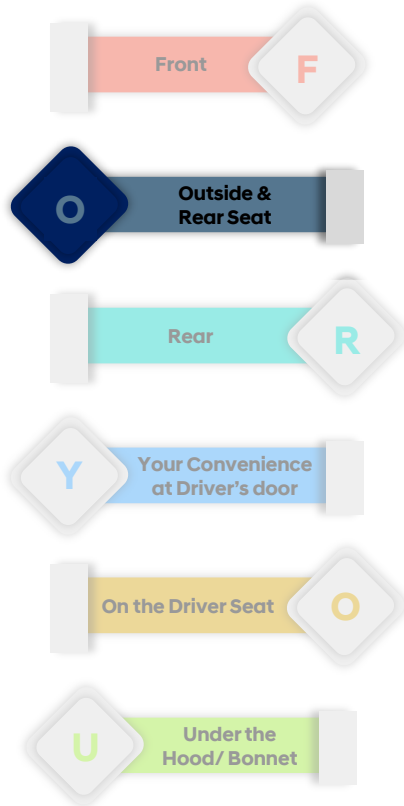 Front
F
O
Outside &
Rear Seat
Rear
R
Y
Your Convenience
at Driver's door
On the Driver Seat
O
U
Under the
Hood/ Bonnet